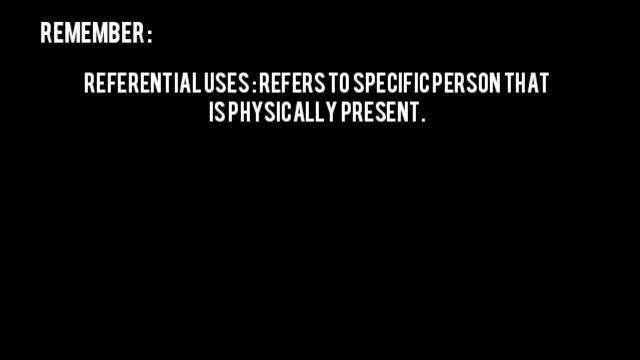 REMEMBER :
REFERENTIAL USES : REFERS TO SPECIFIC PERSON THAT
IS PHYSICALLY PRESENT .